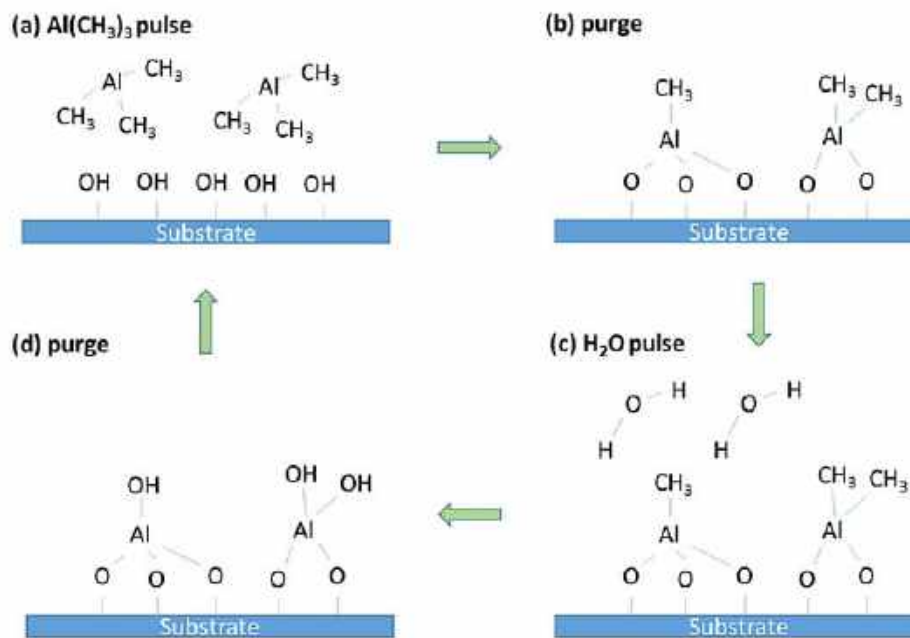 (a) Al(CH₃)₃ pulse
Al CH₃ Al CH₃
CH₃ CH₃ CH₃ CH₃
OH OH OH OH OH
Substrate
(b) purge
CH₃ CH₃ CH₃
Al Al
O O O O O
Substrate
(d) purge
OH OH OH
Al Al
O O O O O
Substrate
(c) H₂O pulse
O H O H
H H
CH₃ CH₃ CH₃
Al Al
O O O O O
Substrate